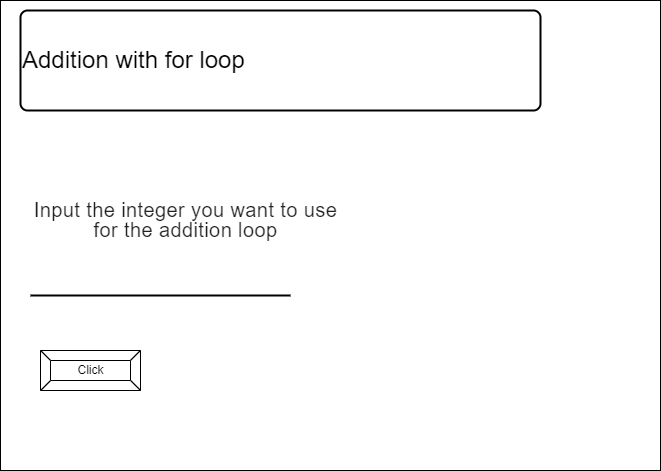 Addition with for loop
Input the integer you want to use
for the addition loop
Click